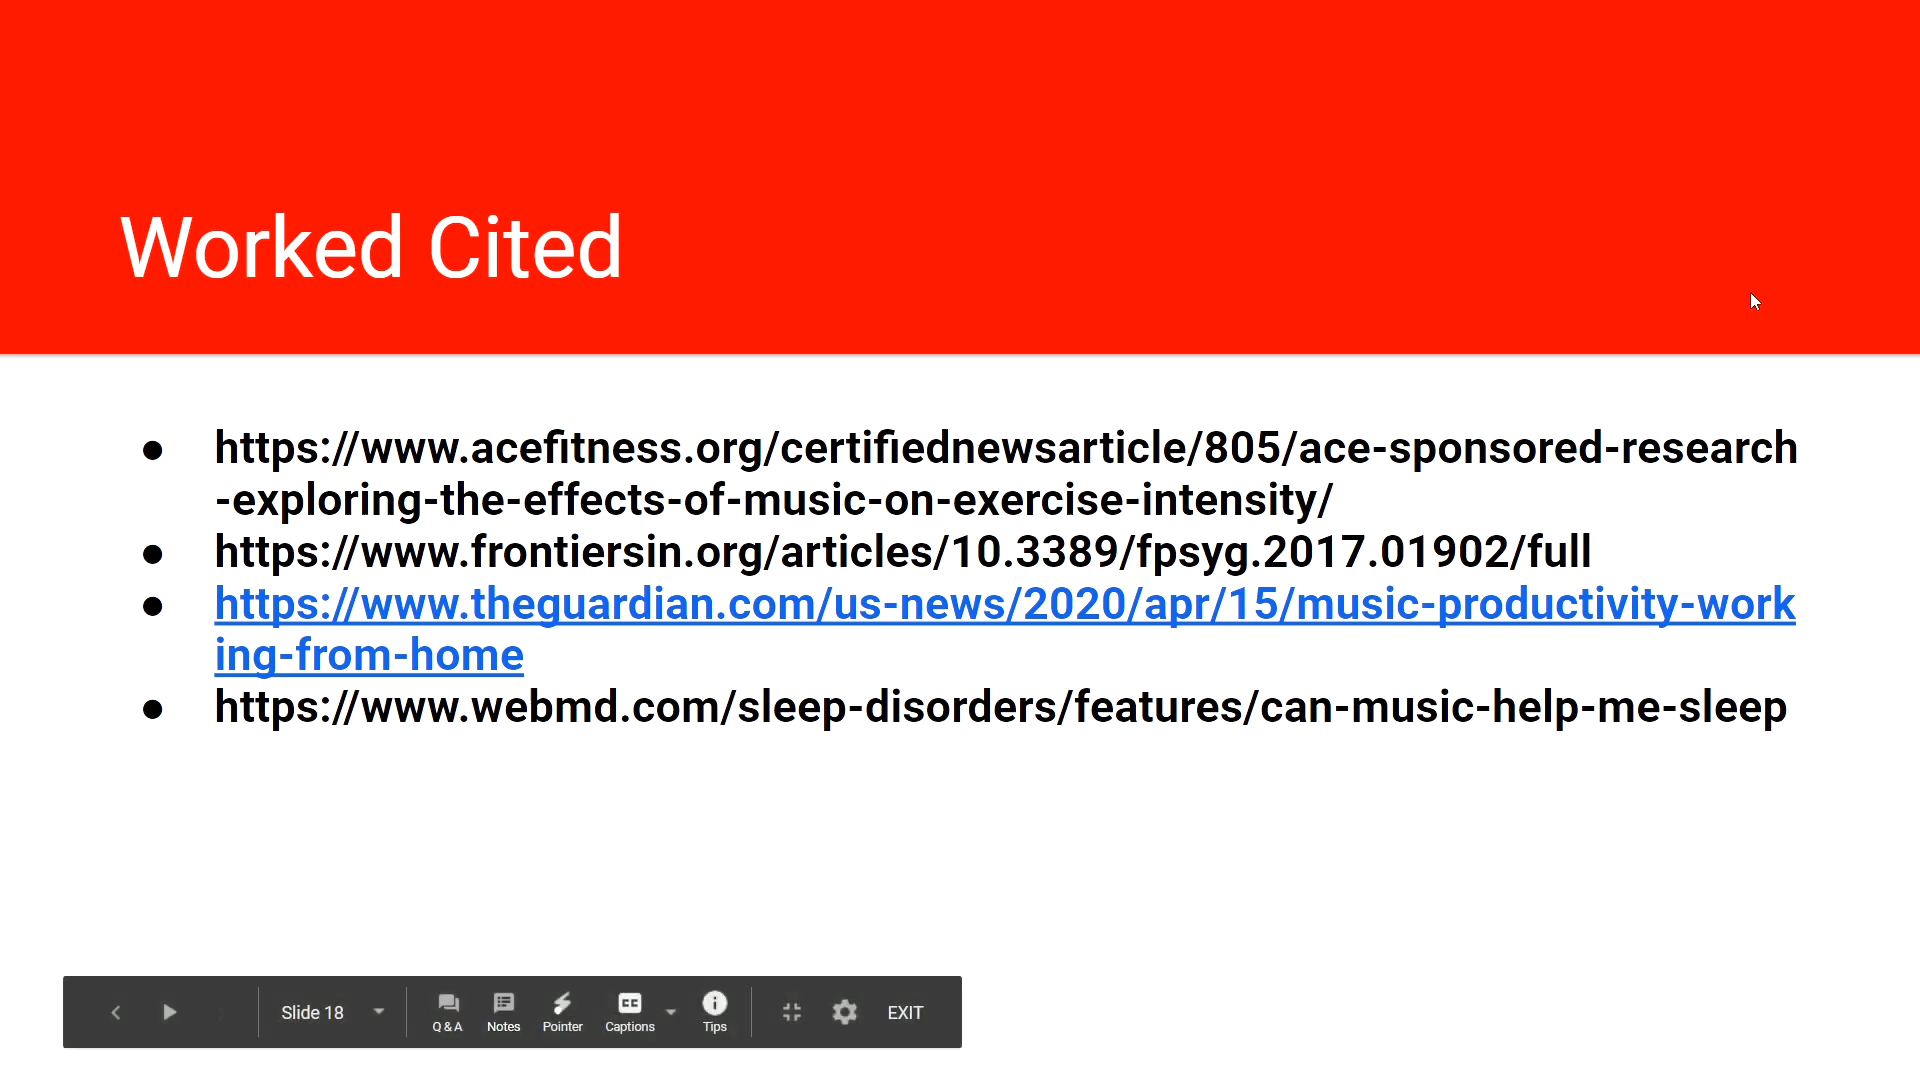 Worked Cited
● https://www.acefitness.org/certifiednewsarticle/805/ace-sponsored-research
-exploring-the-effects-of-music-on-exercise-intensity/
● https://www.frontiersin.org/articles/10.3389/fpsyg.2017.01902/full
● https://www.theguardian.com/us-news/2020/apr/15/music-productivity-work
ing-from-home
● https://www.webmd.com/sleep-disorders/features/can-music-help-me-sleep
Slide 18
Q & A Notes Pointer CC Captions Tips
EXIT